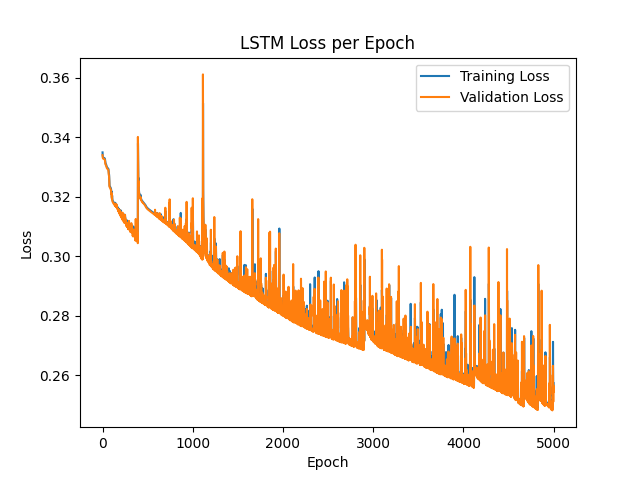 LSTM Loss per Epoch
Training Loss
Validation Loss
0.36
0.34
0.32
0.30
0.28
0.26
Loss
0
1000
2000
3000
4000
5000
Epoch